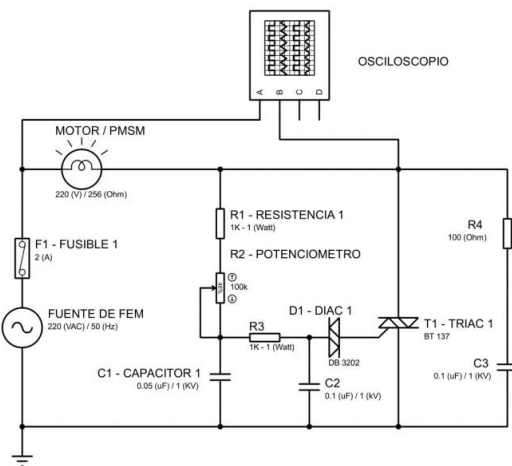 OSCILOSCOPIO
A B C D
MOTOR / PMSM
220 (V) / 256 (Ohm)
R1 - RESISTENCIA 1
1K - 1 (Watt)
R4
100 (Ohm)
F1 - FUSIBLE 1
2 (A)
R2 - POTENCIOMETRO
100k
D1 - DIAC 1
FUENTE DE FEM
220 (VAC) / 50 (Hz)
R3
1K - 1 (Watt)
T1 - TRIAC 1
BT 137
DB 3202
C1 - CAPACITOR 1
0.05 (uF) / 1 (KV)
C2
0.1 (uF) / 1 (kV)
C3
0.1 (uF) / 1 (KV)